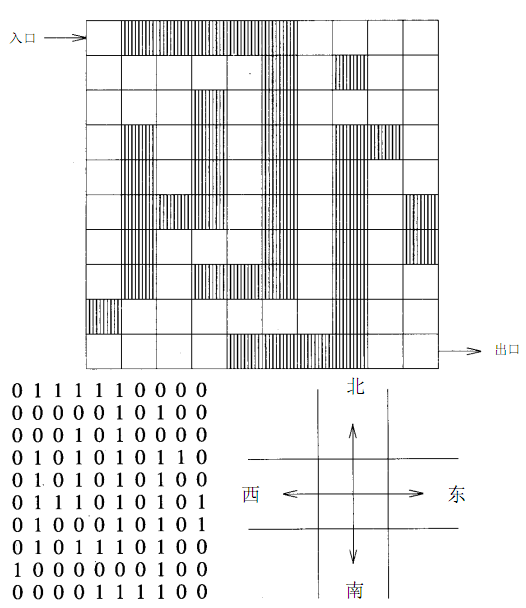 入口
出口
0 1 1 1 1 1 0 0 0 0
0 0 0 0 0 1 0 1 0 0
0 0 0 1 0 1 0 0 0 0
0 1 0 1 0 1 0 1 1 0
0 1 0 1 0 1 0 1 0 0
0 1 1 1 0 1 0 1 0 1
0 1 0 0 0 1 0 1 0 1
0 1 0 1 1 1 0 1 0 0
1 0 0 0 0 0 0 1 0 0
0 0 0 0 1 1 1 1 0 0
北
西
东
南